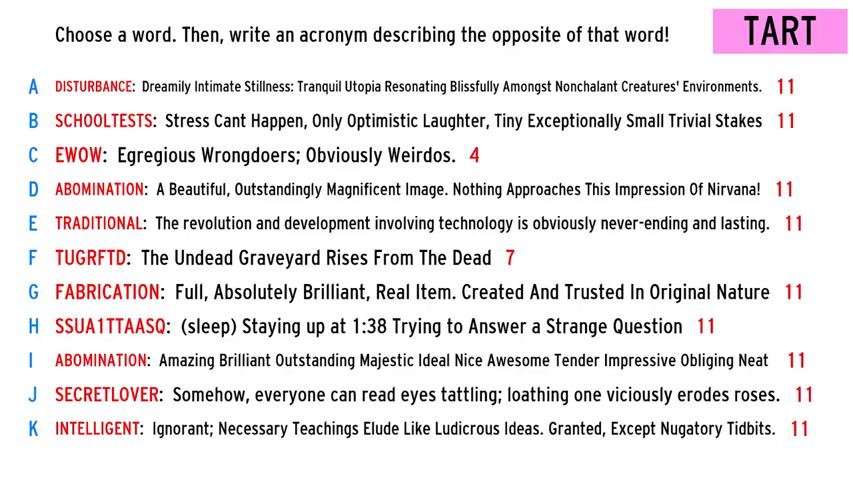 Choose a word. Then, write an acronym describing the opposite of that word!
TART
A DISTURBANCE: Dreamily Intimate Stillness: Tranquil Utopia Resonating Blissfully Amongst Nonchalant Creatures' Environments. 11
B SCHOOLTESTS: Stress Cant Happen, Only Optimistic Laughter, Tiny Exceptionally Small Trivial Stakes 11
C EWOW: Egregious Wrongdoers; Obviously Weirdos. 4
D ABOMINATION: A Beautiful, Outstandingly Magnificent Image. Nothing Approaches This Impression Of Nirvana! 11
E TRADITIONAL: The revolution and development involving technology is obviously never-ending and lasting. 11
F TUGRFTD: The Undead Graveyard Rises From The Dead 7
G FABRICATION: Full, Absolutely Brilliant, Real Item. Created And Trusted In Original Nature 11
H SSUA1TTAASQ: (sleep) Staying up at 1:38 Trying to Answer a Strange Question 11
I ABOMINATION: Amazing Brilliant Outstanding Majestic Ideal Nice Awesome Tender Impressive Obliging Neat 11
J SECRETLOVER: Somehow, everyone can read eyes tattling; loathing one viciously erodes roses. 11
K INTELLIGENT: Ignorant; Necessary Teachings Elude Like Ludicrous Ideas. Granted, Except Nugatory Tidbits. 11